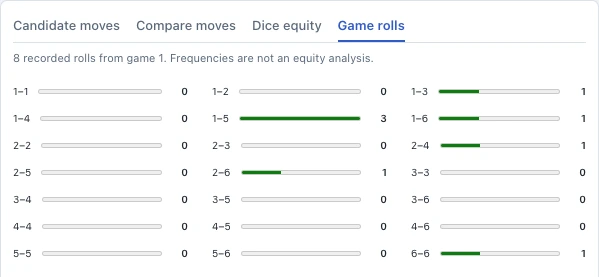 Candidate moves Compare moves Dice equity Game rolls
8 recorded rolls from game 1. Frequencies are not an equity analysis.
1–1 0 1–2 0 1–3 1
1–4 0 1–5 3 1–6 1
2–2 0 2–3 0 2–4 1
2–5 0 2–6 1 3–3 0
3–4 0 3–5 0 3–6 0
4–4 0 4–5 0 4–6 0
5–5 0 5–6 0 6–6 1